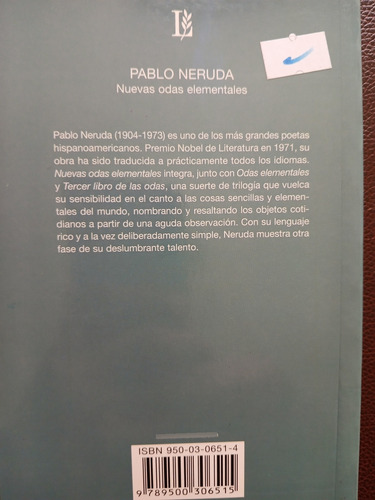 L
PABLO NERUDA
Nuevas odas elementales
Pablo Neruda (1904-1973) es uno de los más grandes poetas
hispanoamericanos. Premio Nobel de Literatura en 1971, su
obra ha sido traducida a prácticamente todos los idiomas.
Nuevas odas elementales integra, junto con Odas elementales
y Tercer libro de las odas, una suerte de trilogía que vuelca
su sensibilidad en el canto a las cosas sencillas y elemen-
tales del mundo, nombrando y resaltando los objetos coti-
dianos a partir de una aguda observación. Con su lenguaje
rico y a la vez deliberadamente simple, Neruda muestra otra
fase de su deslumbrante talento.
ISBN 950-03-0651-4
9 789500 306515